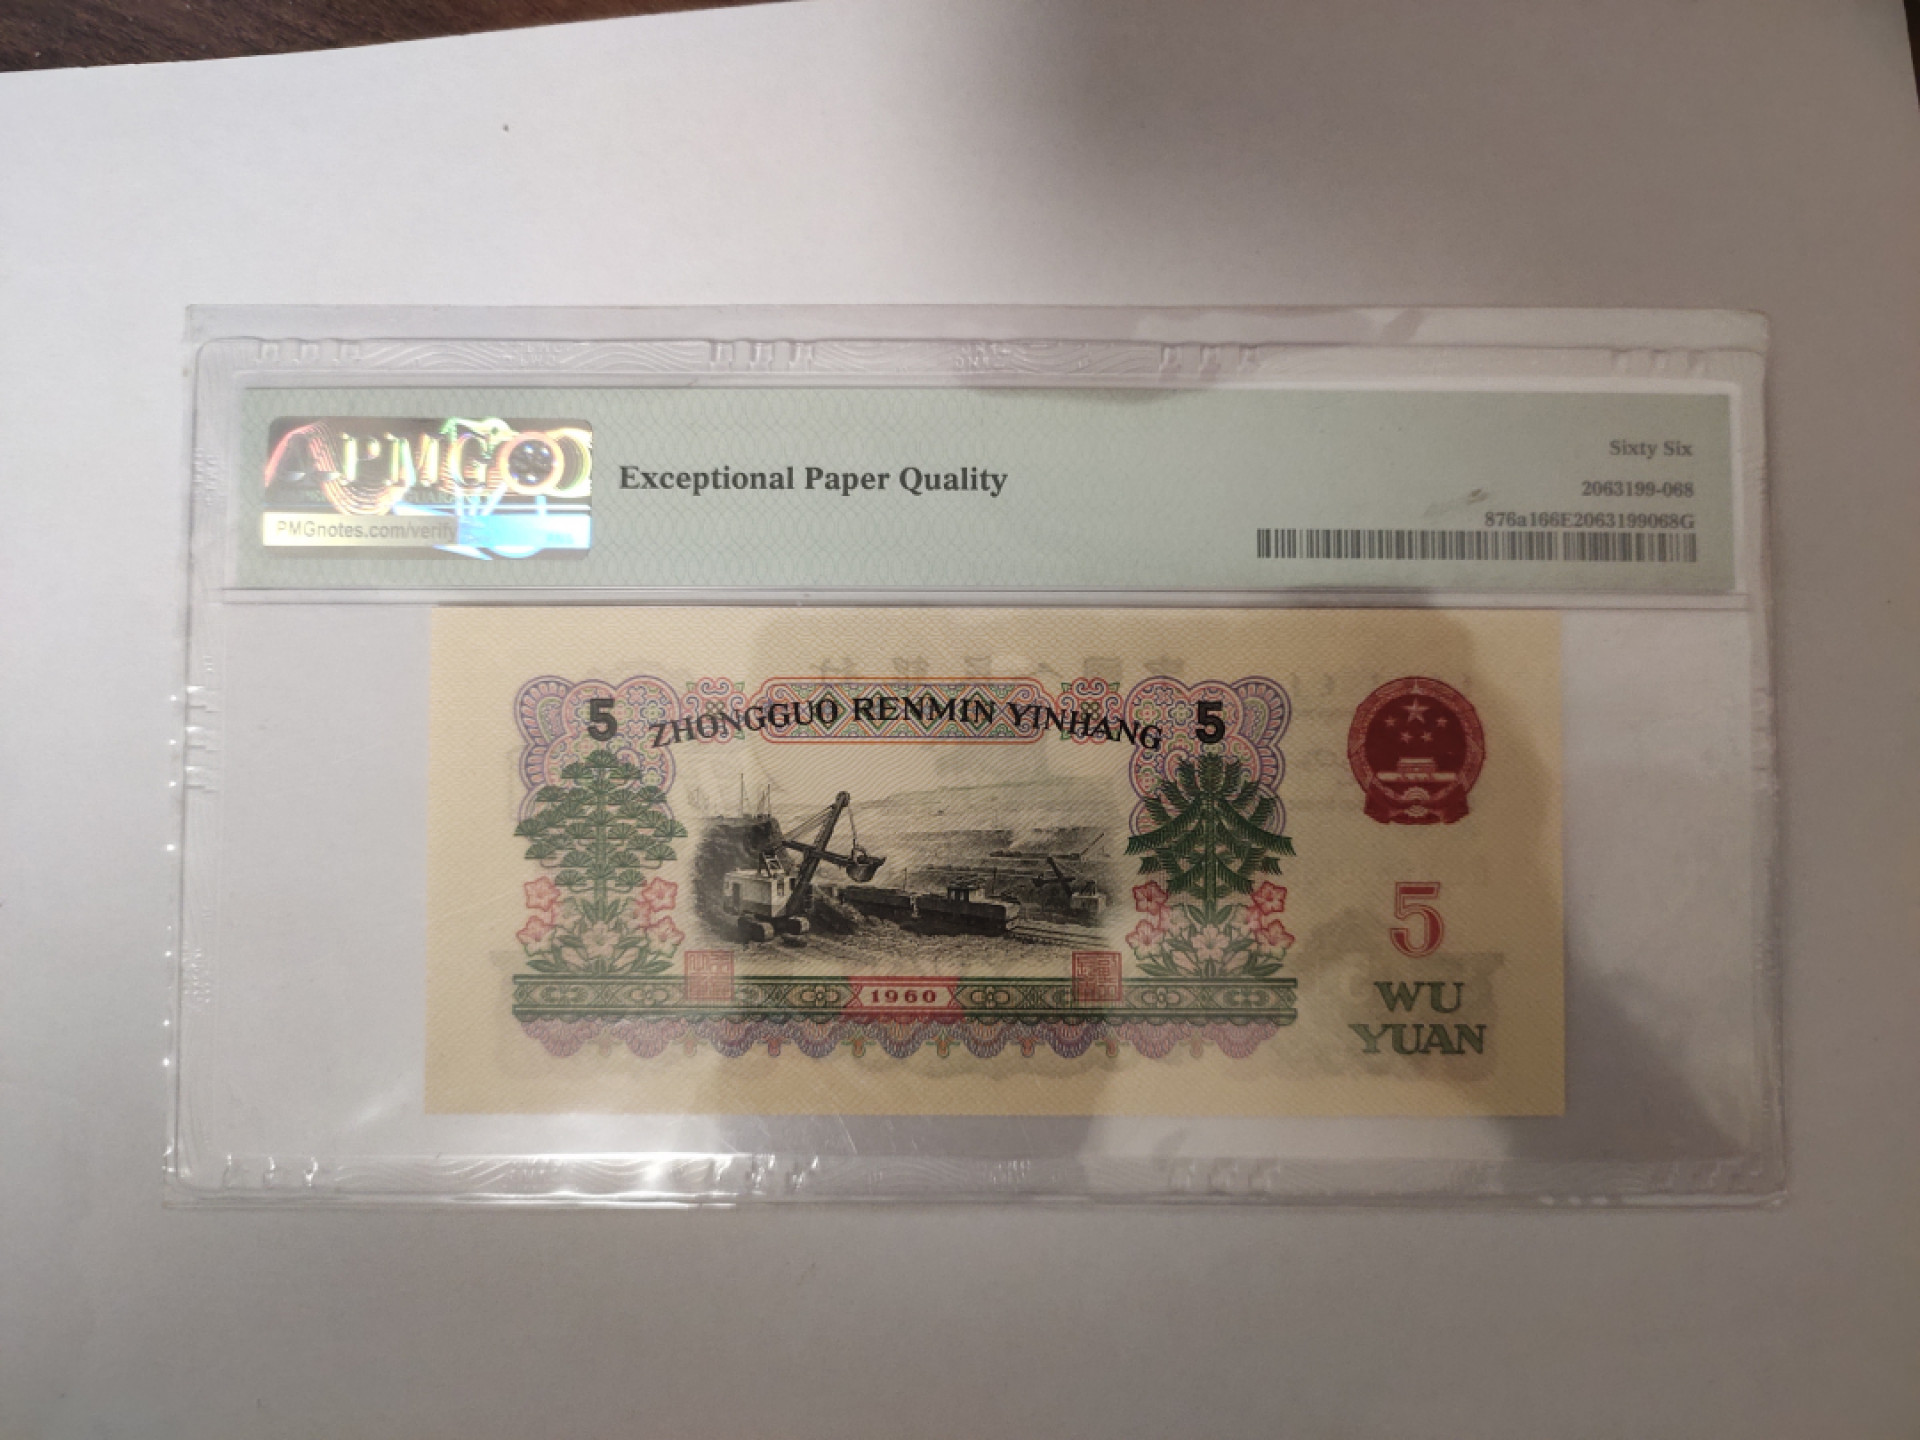 PMG
PMGnotes.com/verify
Exceptional Paper Quality
Sixty Six
2063199-068
876a166E2063199068G
5 ZHONGGUO RENMIN YINHANG 5
1960
5
WU
YUAN